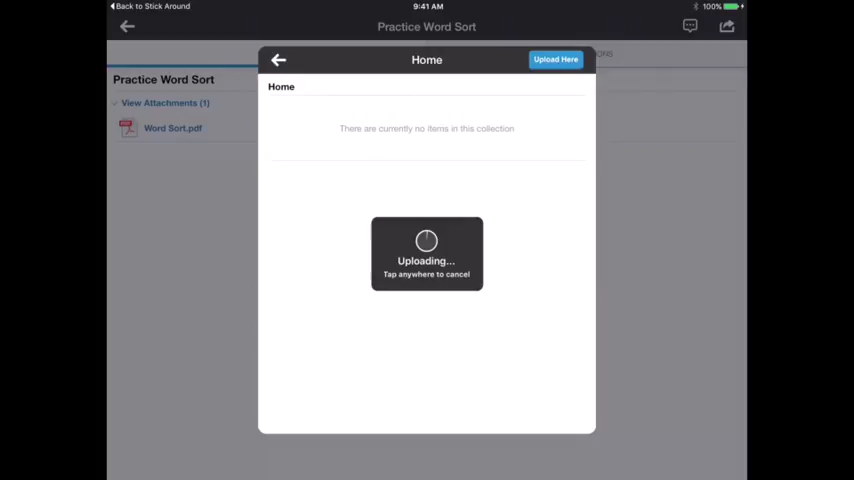 Back to Stick Around
9:41 AM
100%
Practice Word Sort
Home
Upload Here
Practice Word Sort
Home
View Attachments (1)
There are currently no items in this collection
PDF
Word Sort.pdf
Uploading...
Tap anywhere to cancel